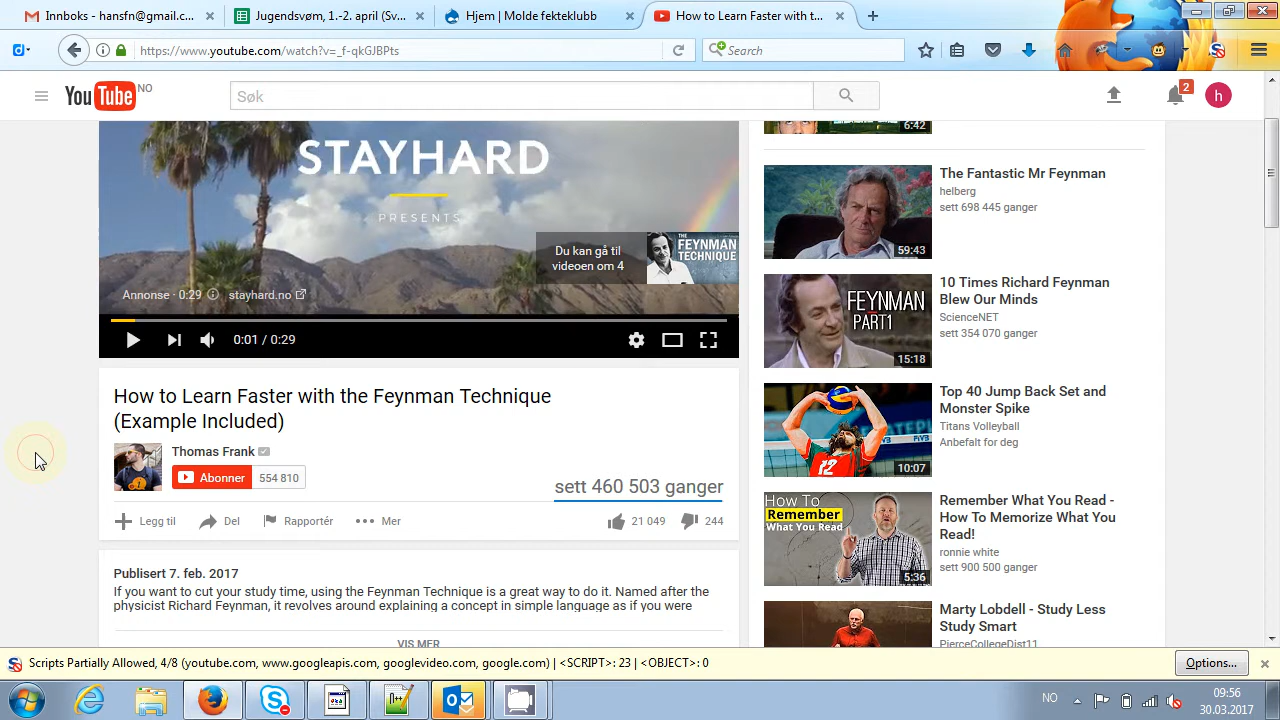 Innboks - hansfn@gmail.c...
Jugendsvøm, 1.-2. april (Sv...
Hjem | Molde fekteklubb
How to Learn Faster with t...
https://www.youtube.com/watch?v=_f-qkGJBPts
Search
YouTube NO
Søk
2
h
STAYHARD
PRESENTS
Du kan gå til
videoen om 4
THE
FEYNMAN
TECHNIQUE
Annonse · 0:29
stayhard.no
0:01 / 0:29
How to Learn Faster with the Feynman Technique
(Example Included)
Thomas Frank
Abonner 554 810
sett 460 503 ganger
Legg til
Del
Rapportér
Mer
21 049
244
Publisert 7. feb. 2017
If you want to cut your study time, using the Feynman Technique is a great way to do it. Named after the
physicist Richard Feynman, it revolves around explaining a concept in simple language as if you were
VIS MER
6:42
The Fantastic Mr Feynman
helberg
sett 698 445 ganger
59:43
10 Times Richard Feynman
Blew Our Minds
ScienceNET
sett 354 070 ganger
FEYNMAN
PART1
15:18
Top 40 Jump Back Set and
Monster Spike
Titans Volleyball
Anbefalt for deg
12
10:07
Remember What You Read -
How To Memorize What You
Read!
ronnie white
sett 900 500 ganger
How To
Remember
What You Read
5:36
Marty Lobdell - Study Less
Study Smart
PierceCollegeDist11
Scripts Partially Allowed, 4/8 (youtube.com, www.googleapis.com, googlevideo.com, google.com) | <SCRIPT>: 23 | <OBJECT>: 0
Options...
NO
09:56
30.03.2017